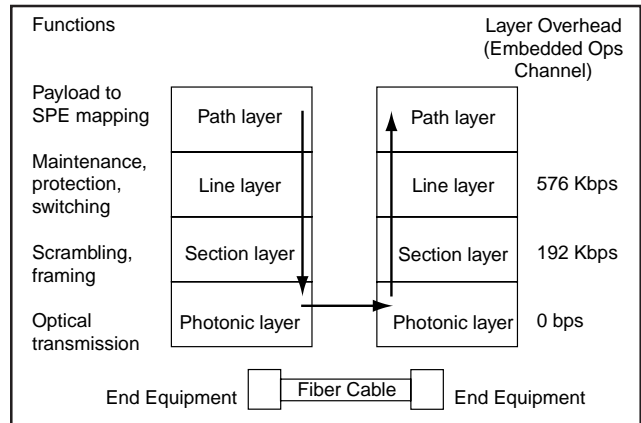 Functions
Layer Overhead
(Embedded Ops
Channel)
Payload to
SPE mapping
Path layer
Path layer
Maintenance,
protection,
switching
Line layer
Line layer
576 Kbps
Scrambling,
framing
Section layer
Section layer
192 Kbps
Optical
transmission
Photonic layer
Photonic layer
0 bps
End Equipment
Fiber Cable
End Equipment